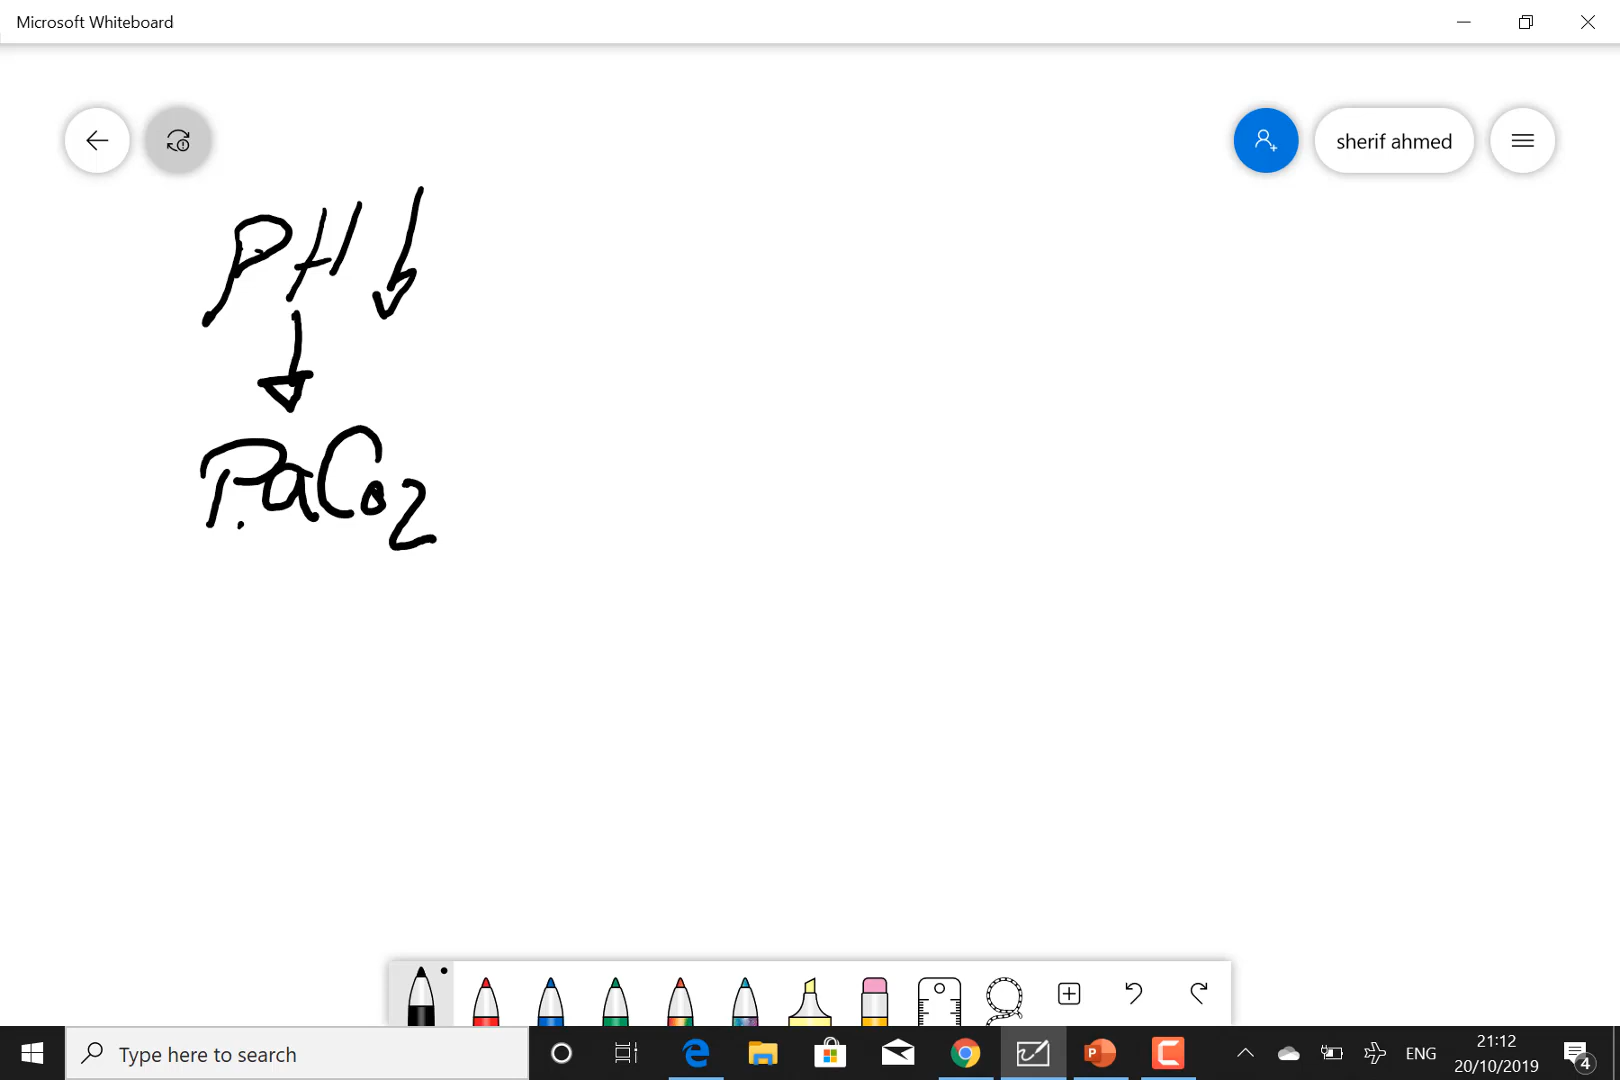 Microsoft Whiteboard
sherif ahmed
PH ↓
↓
PaCo2
Type here to search
ENG
21:12
20/10/2019
4